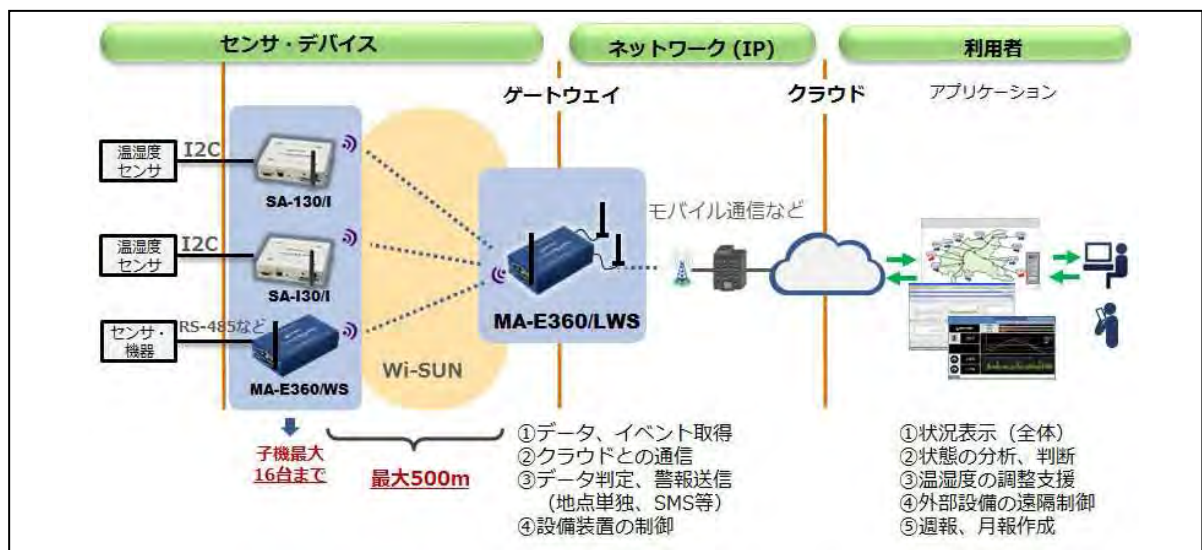 センサ・デバイス
ネットワーク (IP)
利用者
ゲートウェイ
クラウド
アプリケーション
温湿度
センサ
I2C
SA-130/I
温湿度
センサ
I2C
SA-I30/I
センサ・
機器
RS-485など
MA-E360/WS
Wi-SUN
MA-E360/LWS
モバイル通信など
子機最大
16台まで
最大500m
①データ、イベント取得
②クラウドとの通信
③データ判定、警報送信
（地点単独、SMS等）
④設備装置の制御
①状況表示（全体）
②状態の分析、判断
③温湿度の調整支援
④外部設備の遠隔制御
⑤週報、月報作成